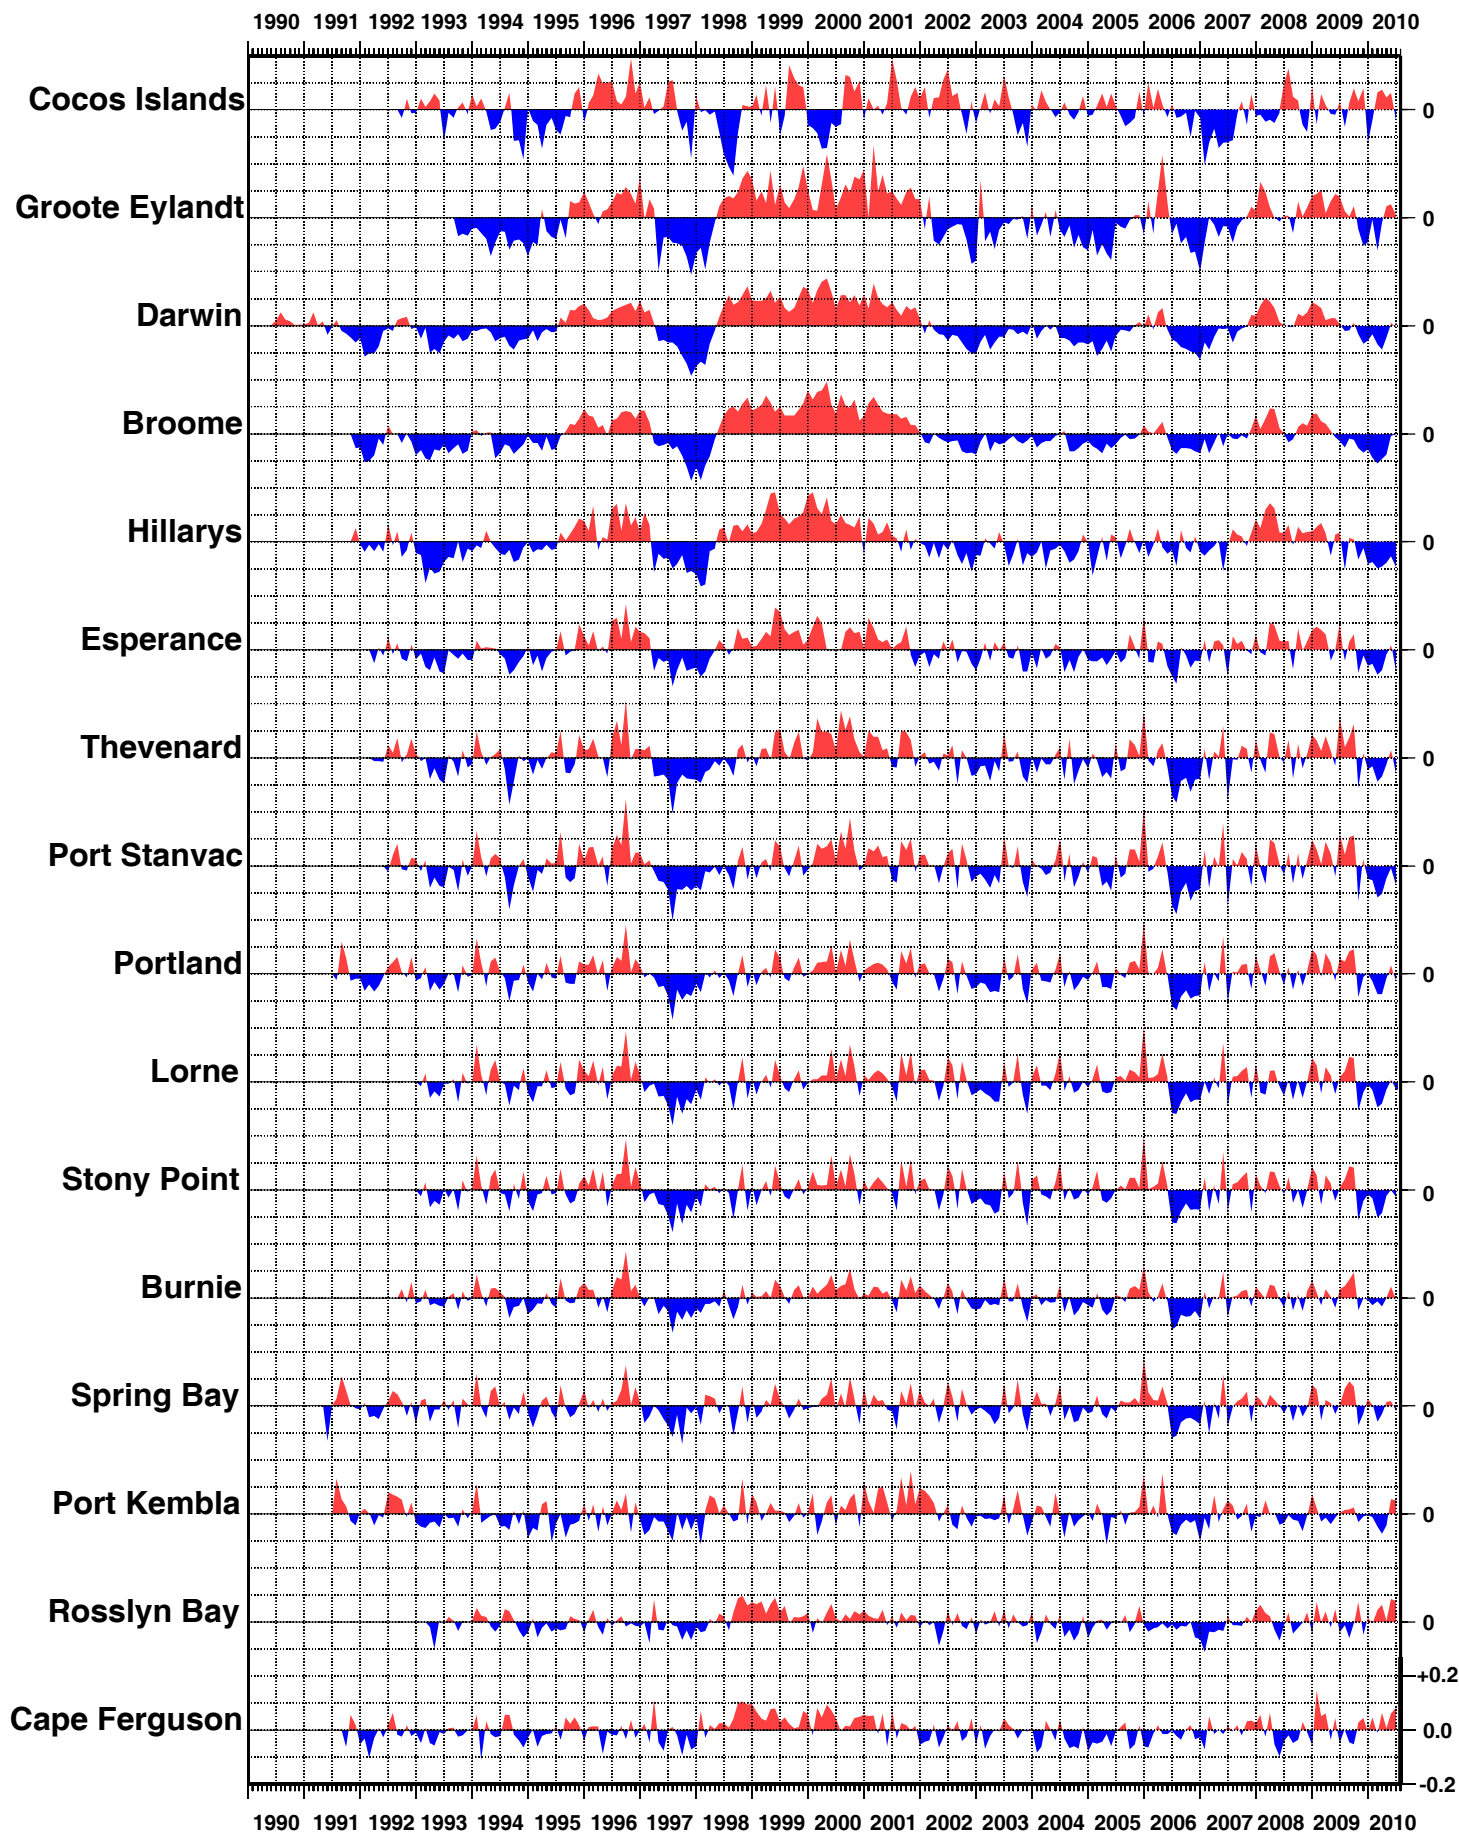 1990 1991 1992 1993 1994 1995 1996 1997 1998 1999 2000 2001 2002 2003 2004 2005 2006 2007 2008 2009 2010
Cocos Islands 0
Groote Eylandt 0
Darwin 0
Broome 0
Hillarys 0
Esperance 0
Thevenard 0
Port Stanvac 0
Portland 0
Lorne 0
Stony Point 0
Burnie 0
Spring Bay 0
Port Kembla 0
Rosslyn Bay 0
+0.2
Cape Ferguson 0.0
-0.2
1990 1991 1992 1993 1994 1995 1996 1997 1998 1999 2000 2001 2002 2003 2004 2005 2006 2007 2008 2009 2010